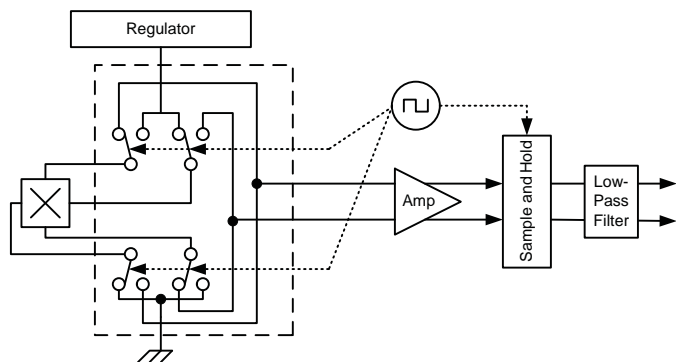 Regulator
Amp
Sample and Hold
Low-
Pass
Filter